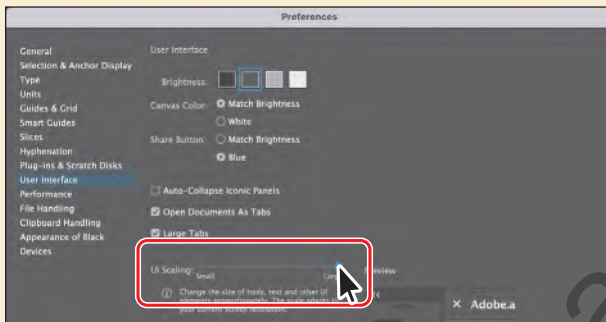 Preferences
General
Selection & Anchor Display
Type
Units
Guides & Grid
Smart Guides
Slices
Hyphenation
Plug-ins & Scratch Disks
User Interface
Performance
File Handling
Clipboard Handling
Appearance of Black
Devices
User Interface
Brightness:
Canvas Color: Match Brightness
White
Share Button: Match Brightness
Blue
Auto-Collapse Iconic Panels
Open Documents As Tabs
Large Tabs
UI Scaling:
Small
Preview
Change the size of tools, text and other UI
elements proportionately. The scale adapts
your current screen resolution.
× Adobe.a